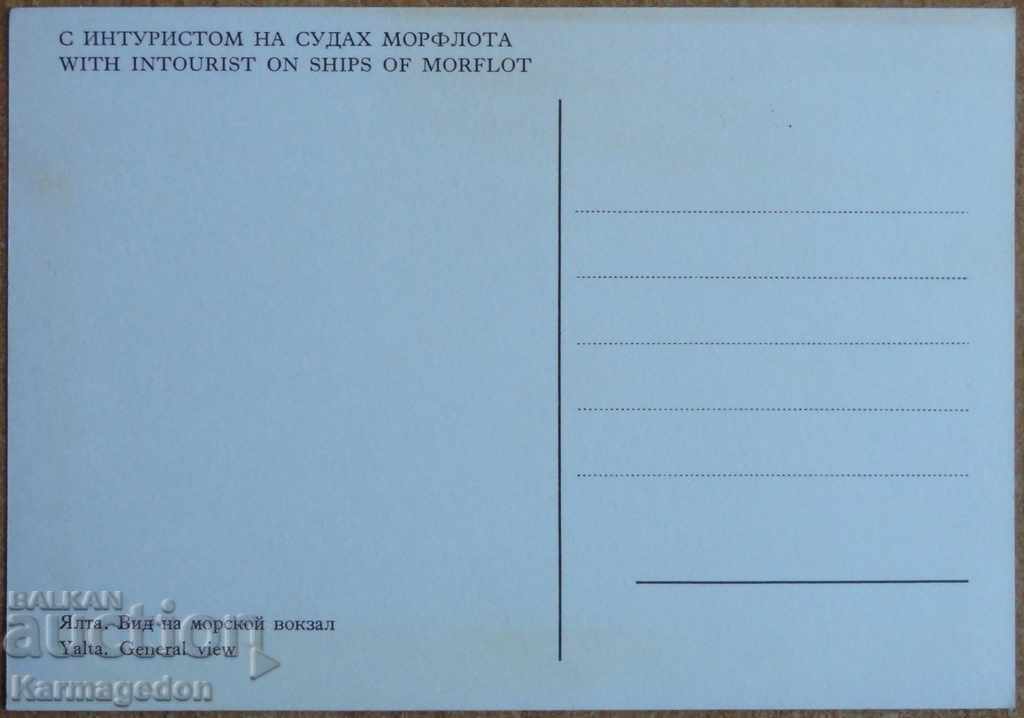 С ИНТУРИСТОМ НА СУДАХ МОРФЛОТА
WITH INTOURIST ON SHIPS OF MORFLOT
BALKAN
auction
Ялта. Вид на морской вокзал
Yalta. General view
Karmagedon